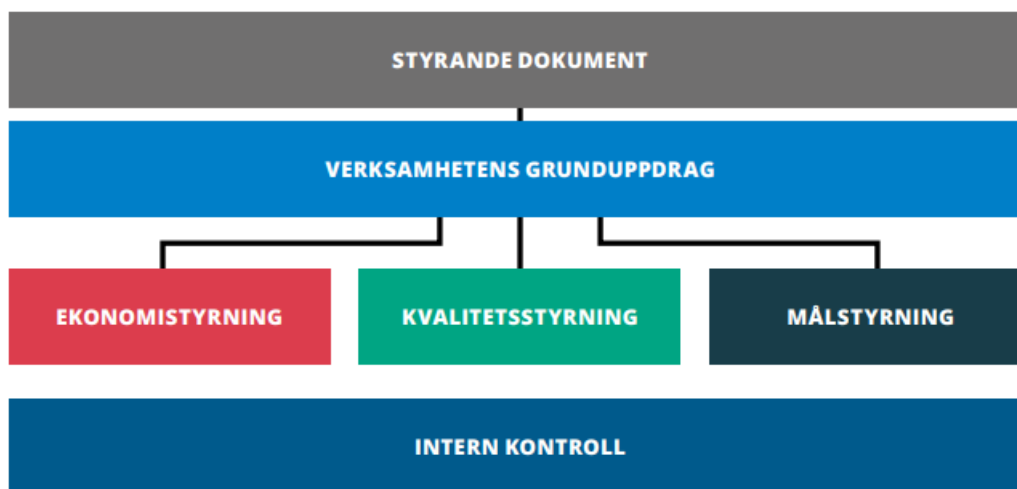 STYRANDE DOKUMENT
VERKSAMHETENS GRUNDUPPDRAG
EKONOMISTYRNING
KVALITETSSTYRNING
MÅLSTYRNING
INTERN KONTROLL